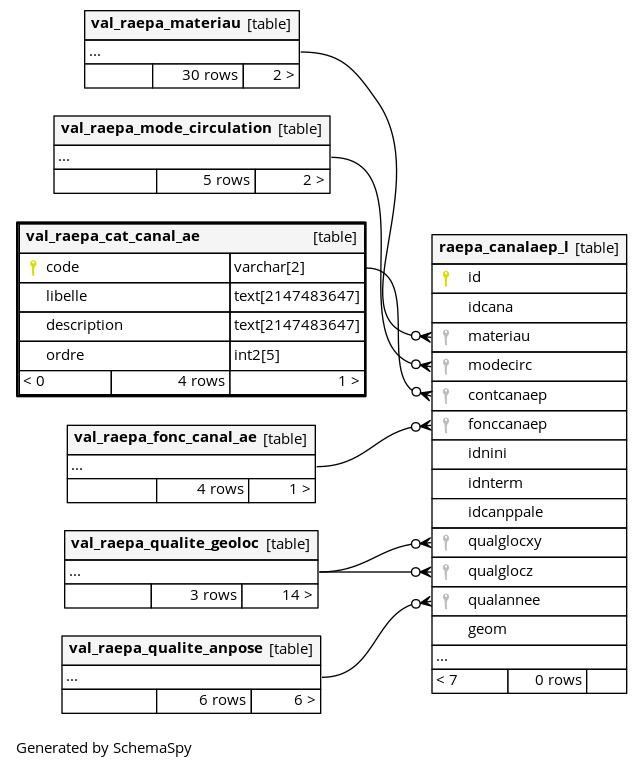 val_raepa_materiau [table]
...
30 rows 2 >
val_raepa_mode_circulation [table]
...
5 rows 2 >
val_raepa_cat_canal_ae [table]
code varchar[2]
libelle text[2147483647]
description text[2147483647]
ordre int2[5]
< 0 4 rows 1 >
val_raepa_fonc_canal_ae [table]
...
4 rows 1 >
val_raepa_qualite_geoloc [table]
...
3 rows 14 >
val_raepa_qualite_anpose [table]
...
6 rows 6 >
raepa_canalaep_l [table]
id
idcana
materiau
modecirc
contcanaep
fonccanaep
idnini
idnterm
idcanppale
qualglocxy
qualglocz
qualannee
geom
...
< 7 0 rows
Generated by SchemaSpy